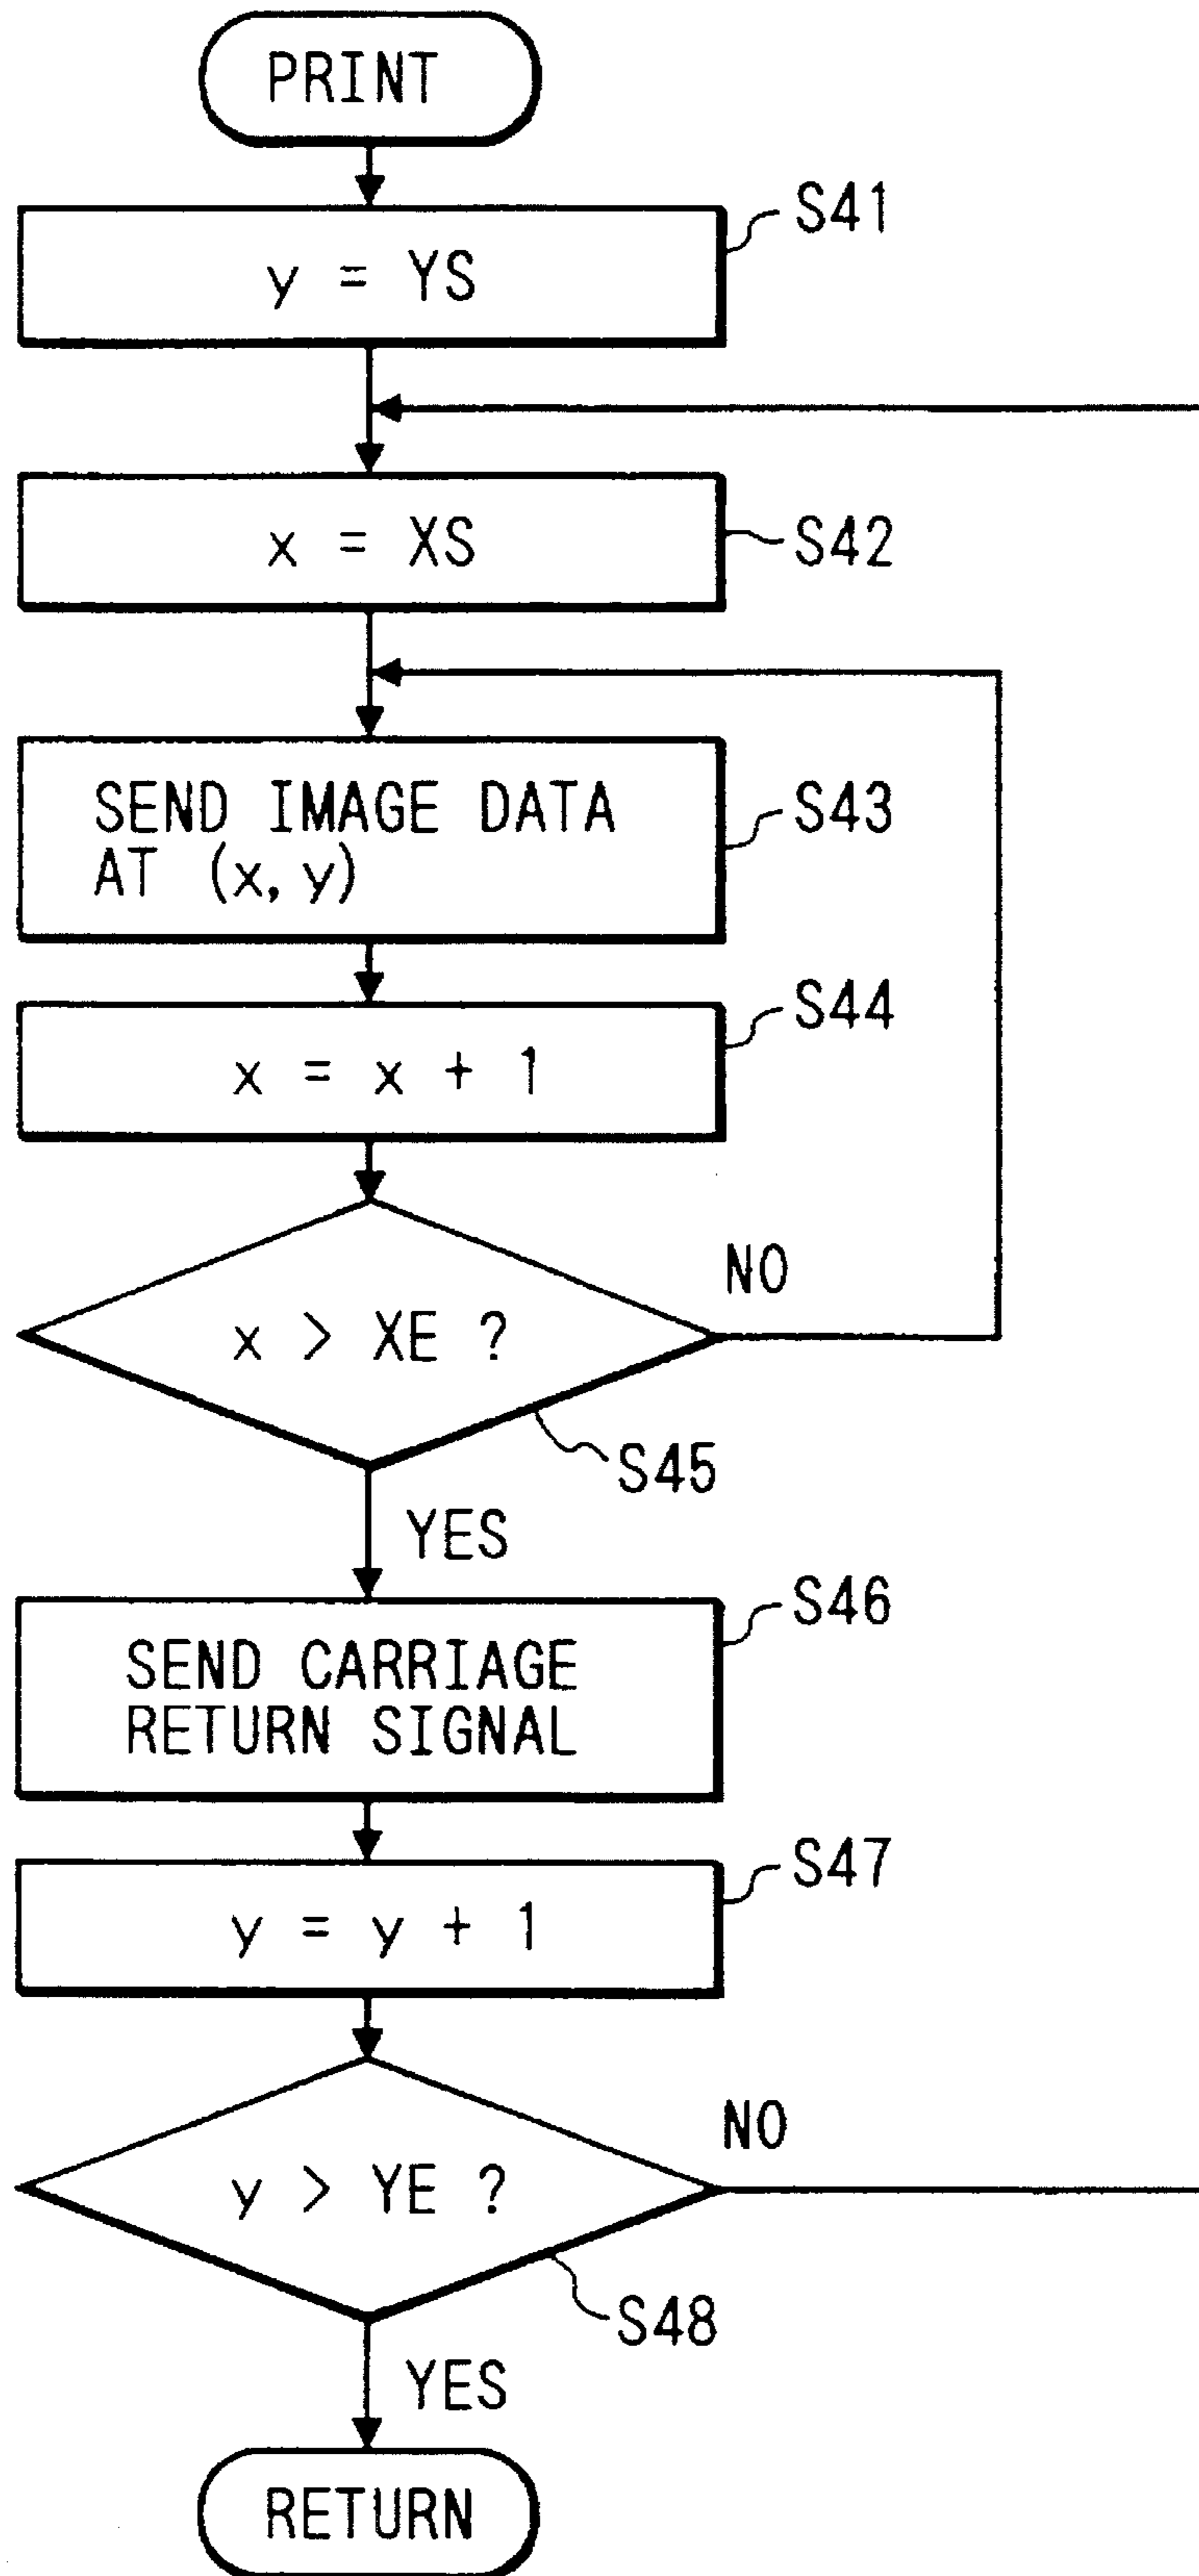 PRINT
S41
y = YS
x = XS
S42
SEND IMAGE DATA
S43
AT (x, y)
S44
x = x + 1
NO
x > XE ?
S45
YES
S46
SEND CARRIAGE
RETURN SIGNAL
S47
y = y + 1
NO
y > YE ?
S48
YES
RETURN